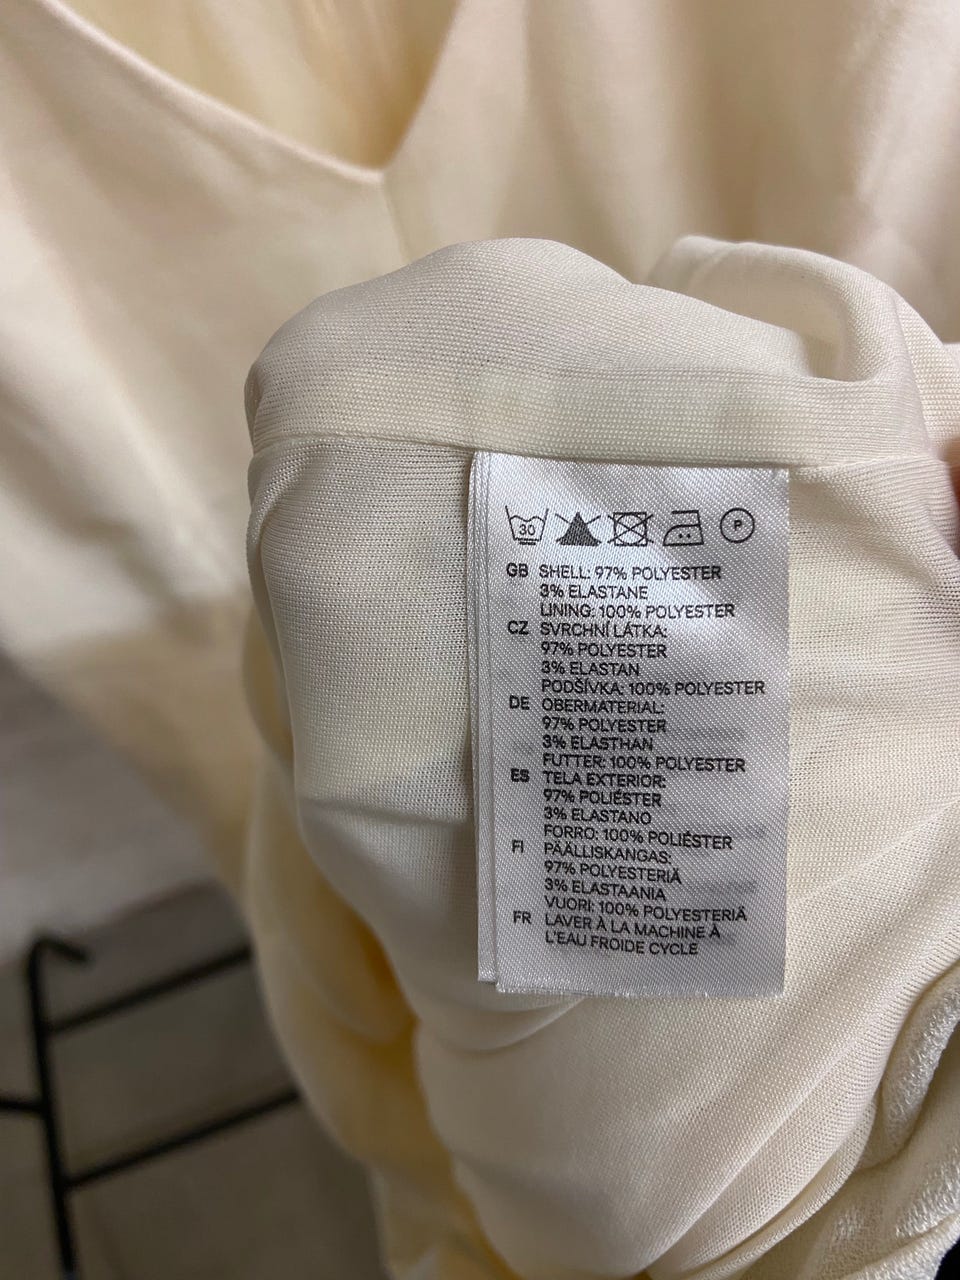 30 P
GB SHELL: 97% POLYESTER
3% ELASTANE
LINING: 100% POLYESTER
CZ SVRCHNÍ LÁTKA:
97% POLYESTER
3% ELASTAN
PODŠÍVKA: 100% POLYESTER
DE OBERMATERIAL:
97% POLYESTER
3% ELASTHAN
FUTTER: 100% POLYESTER
ES TELA EXTERIOR:
97% POLIÉSTER
3% ELASTANO
FORRO: 100% POLIÉSTER
FI PÄÄLLISKANGAS:
97% POLYESTERIÄ
3% ELASTAANIA
VUORI: 100% POLYESTERIÄ
FR LAVER À LA MACHINE À
L'EAU FROIDE CYCLE